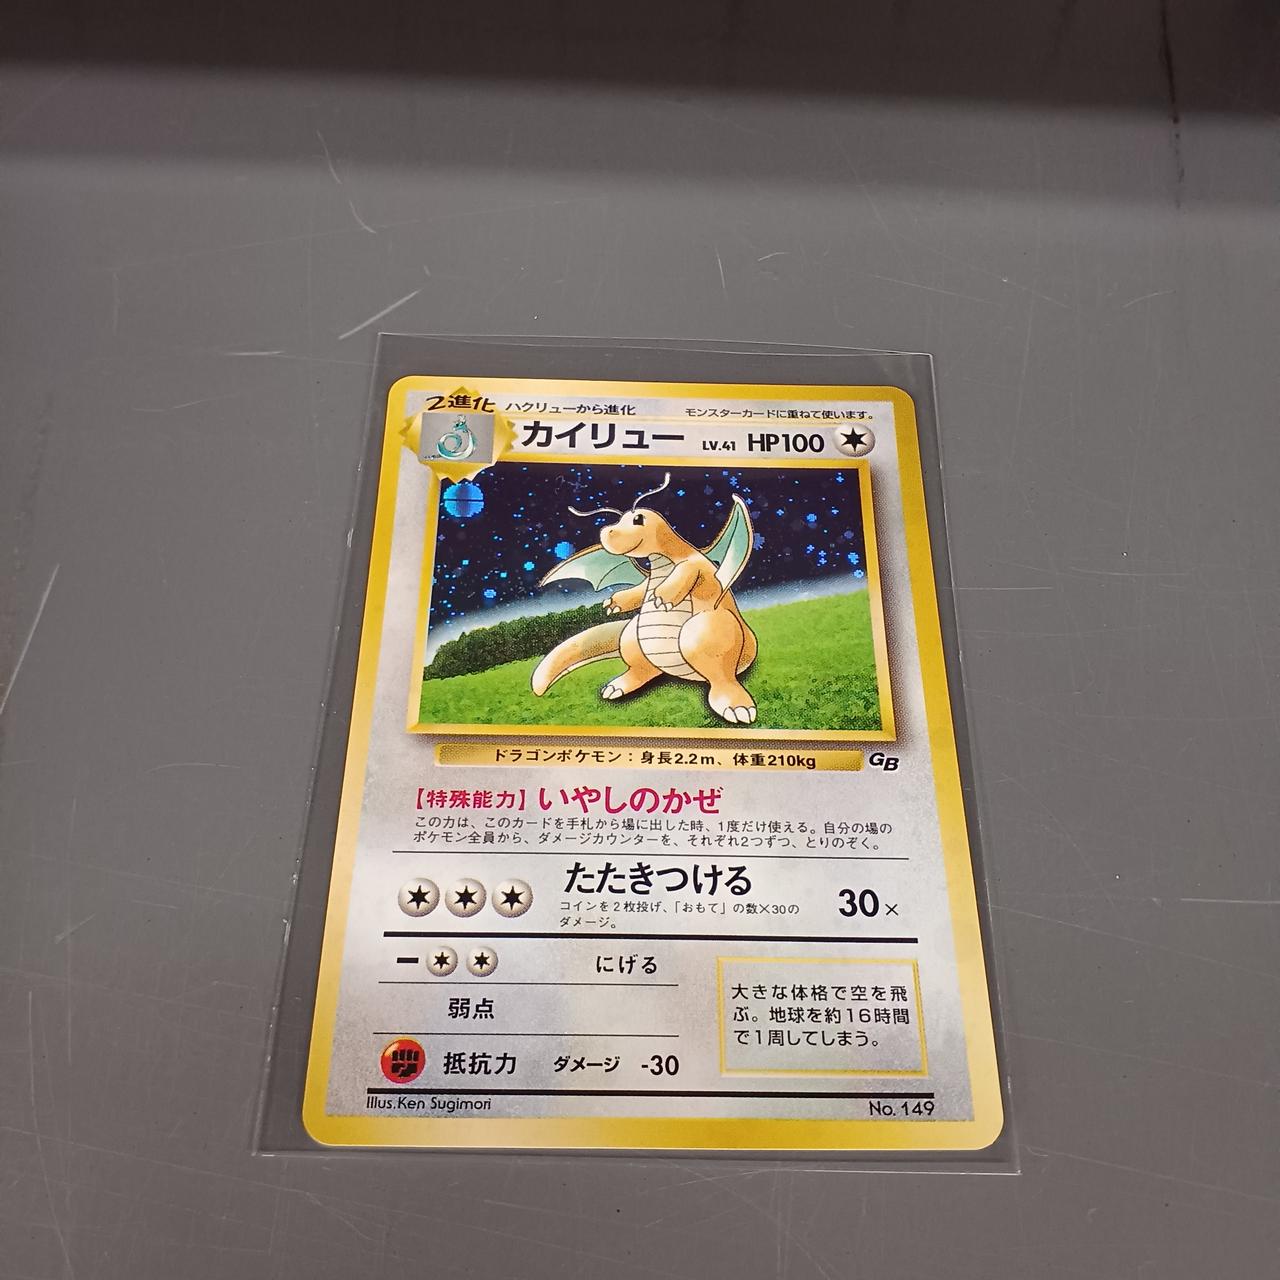 2進化 ハクリューから進化 モンスターカードに重ねて使います。
カイリュー LV.41 HP100
ドラゴンポケモン：身長2.2m、体重210kg GB
【特殊能力】いやしのかぜ
この力は、このカードを手札から場に出した時、1度だけ使える。自分の場の
ポケモン全員から、ダメージカウンターを、それぞれ2つずつ、とりのぞく。
たたきつける 30×
コインを2枚投げ、「おもて」の数×30の
ダメージ。
ー にげる
弱点
抵抗力 ダメージ -30
大きな体格で空を飛
ぶ。地球を約16時間
で1周してしまう。
Illus.Ken Sugimori No. 149